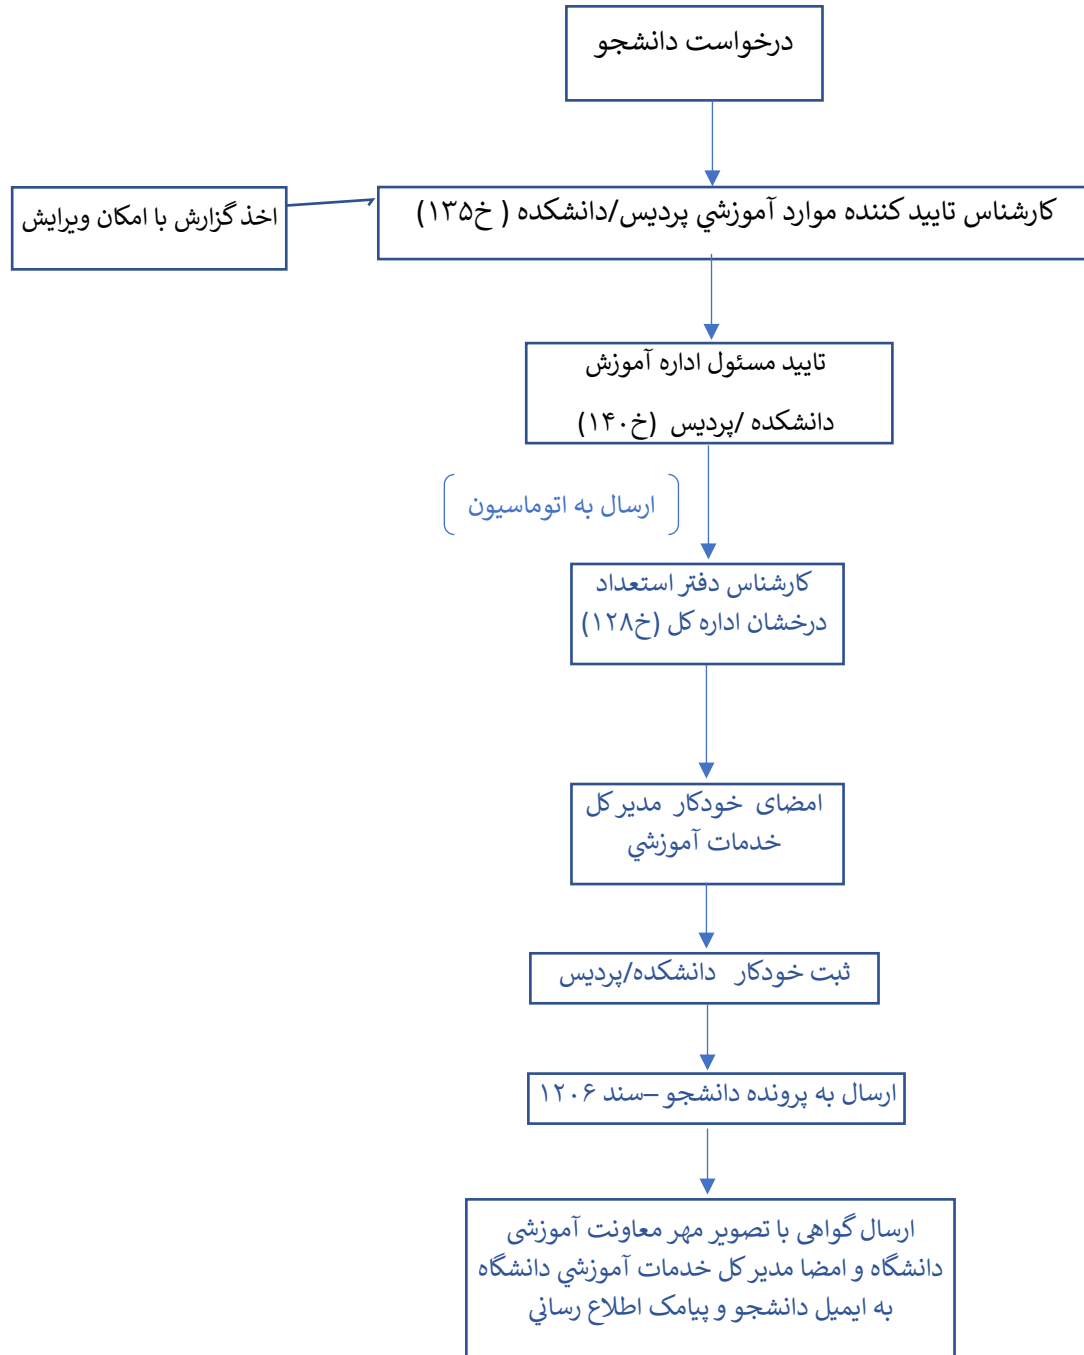 درخواست دانشجو
کارشناس تایید کننده موارد آموزشي پردیس/دانشکده ( خ۱۳۵)
اخذ گزارش با امکان ویرایش
تایید مسئول اداره آموزش
دانشکده /پردیس (خ۱۴۰)
ارسال به اتوماسیون
کارشناس دفتر استعداد
درخشان اداره کل (خ۱۲۸)
امضای خودکار مدیر کل
خدمات آموزشي
ثبت خودکار دانشکده/پردیس
ارسال به پرونده دانشجو –سند ۱۲۰۶
ارسال گواهی با تصویر مهر معاونت آموزشی
دانشگاه و امضا مدیر کل خدمات آموزشي دانشگاه
به ایمیل دانشجو و پیامک اطلاع رساني